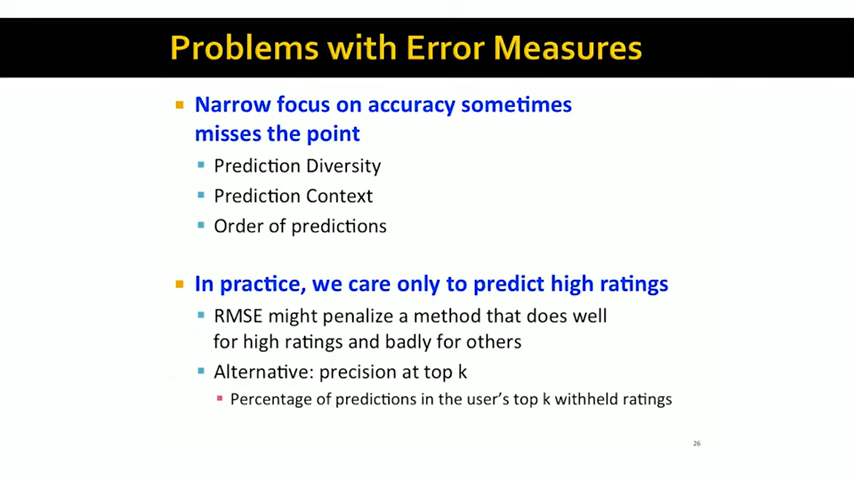 Problems with Error Measures
Narrow focus on accuracy sometimes
misses the point
Prediction Diversity
Prediction Context
Order of predictions
In practice, we care only to predict high ratings
RMSE might penalize a method that does well
for high ratings and badly for others
Alternative: precision at top k
Percentage of predictions in the user's top k withheld ratings
26